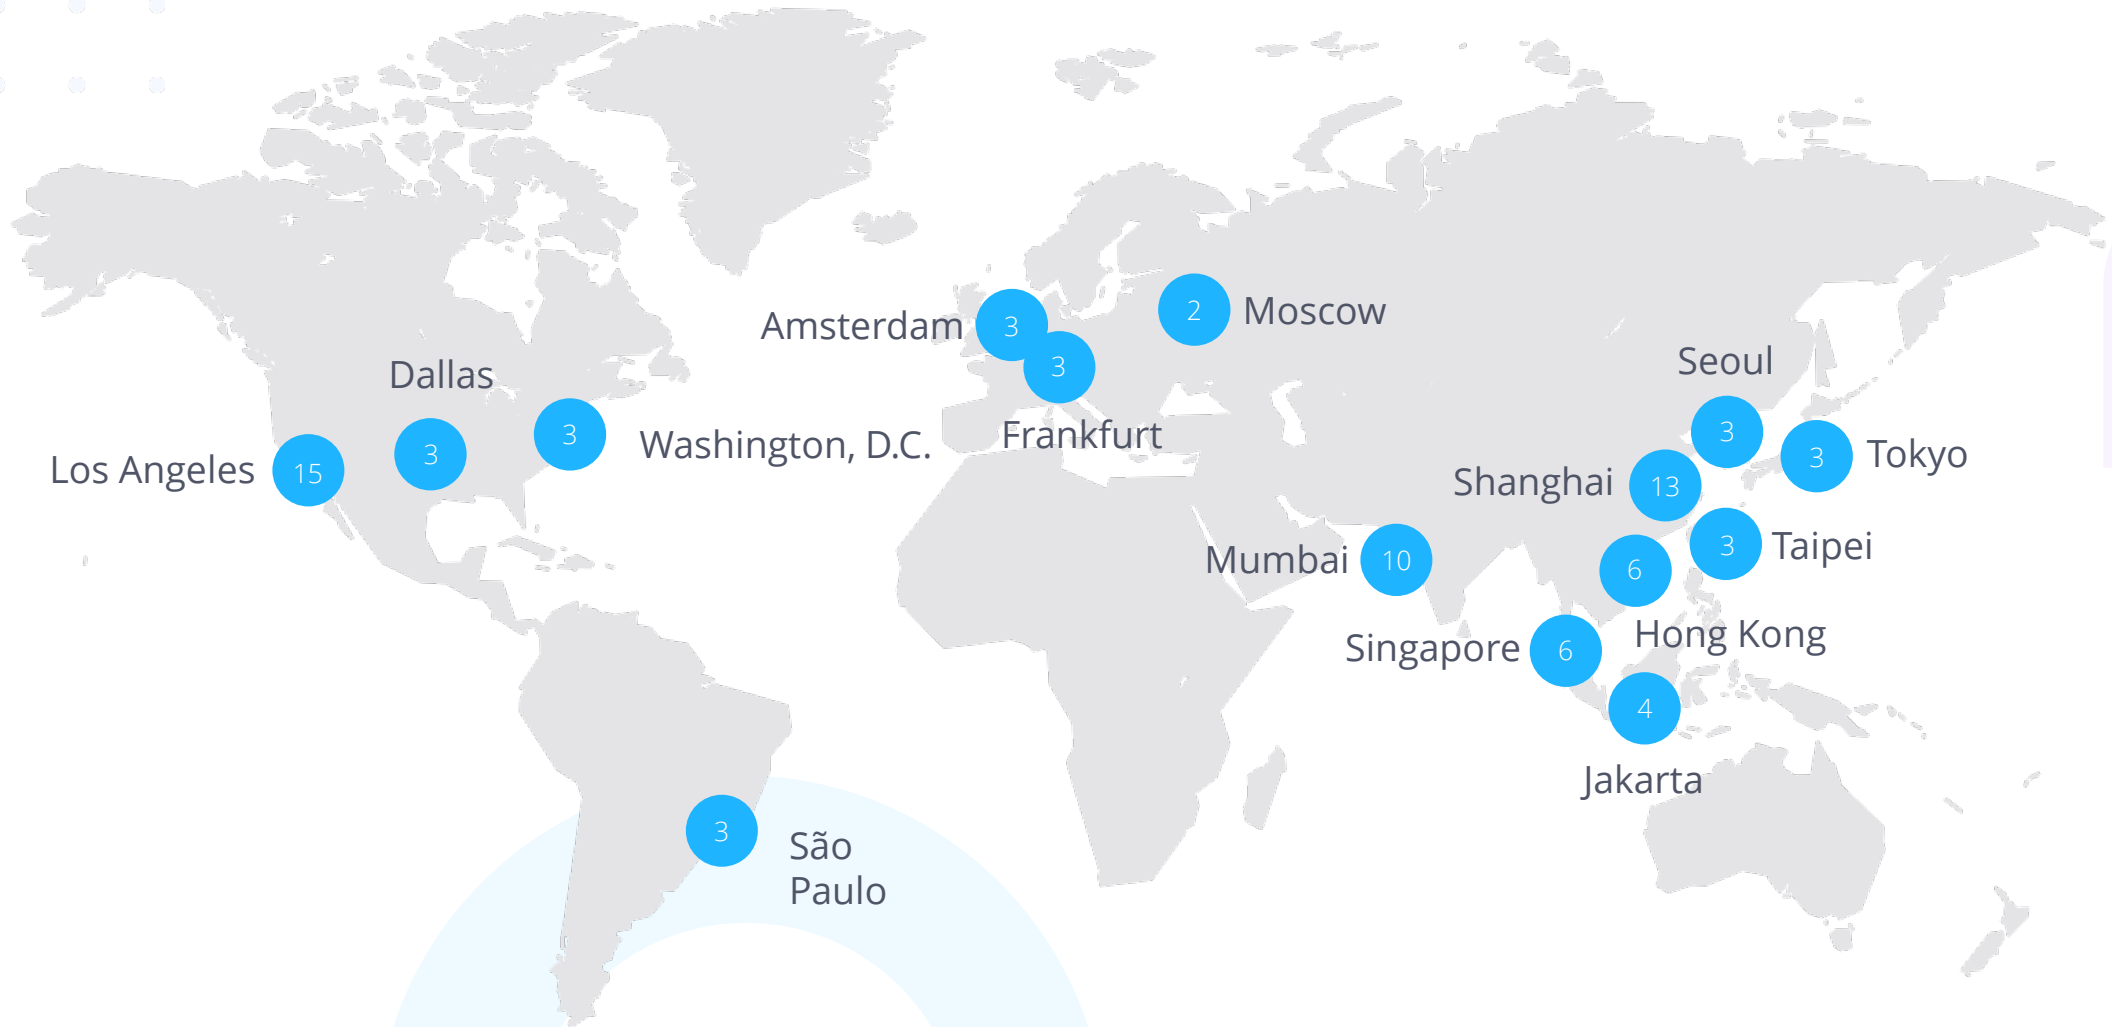 Amsterdam
3
3
Frankfurt
2
Moscow
Dallas
3
3
Washington, D.C.
Los Angeles
15
Seoul
3
3
Tokyo
Shanghai
13
Mumbai
10
3
Taipei
6
Hong Kong
Singapore
6
4
Jakarta
3
São
Paulo